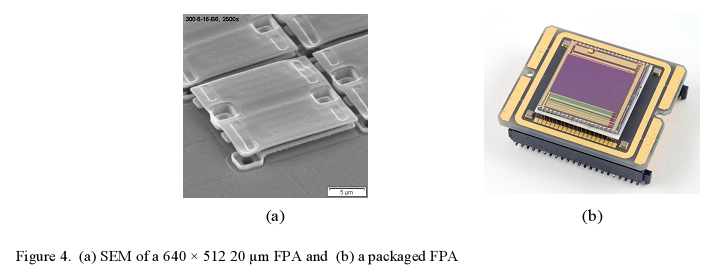 300-5-16-B6, 2500x
5 µm
(a)
(b)
Figure 4. (a) SEM of a 640 × 512 20 µm FPA and (b) a packaged FPA